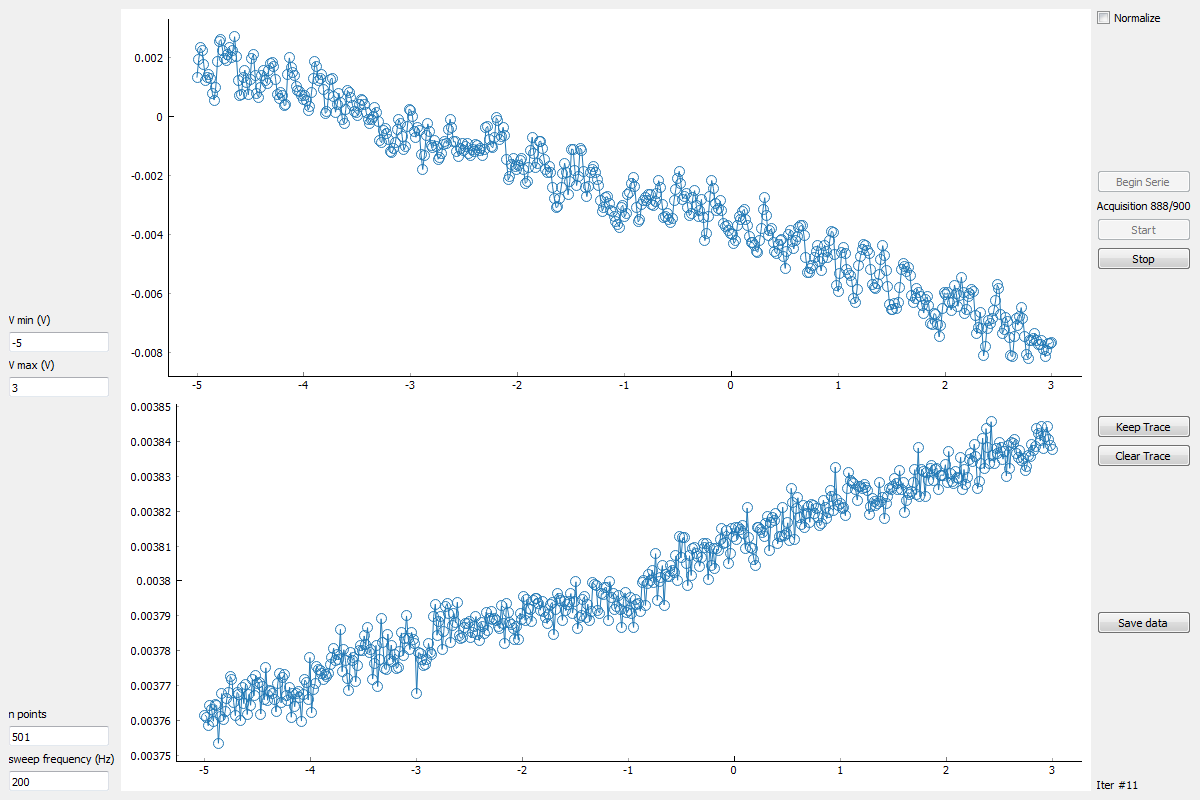 Normalize
0.002
0
-0.002
-0.004
-0.006
-0.008
-5 -4 -3 -2 -1 0 1 2 3
Begin Serie
Acquisition 888/900
Start
Stop
V min (V)
-5
V max (V)
3
0.00385
0.00384
0.00383
0.00382
0.00381
0.0038
0.00379
0.00378
0.00377
0.00376
0.00375
-5 -4 -3 -2 -1 0 1 2 3
Keep Trace
Clear Trace
Save data
n points
501
sweep frequency (Hz)
200
Iter #11